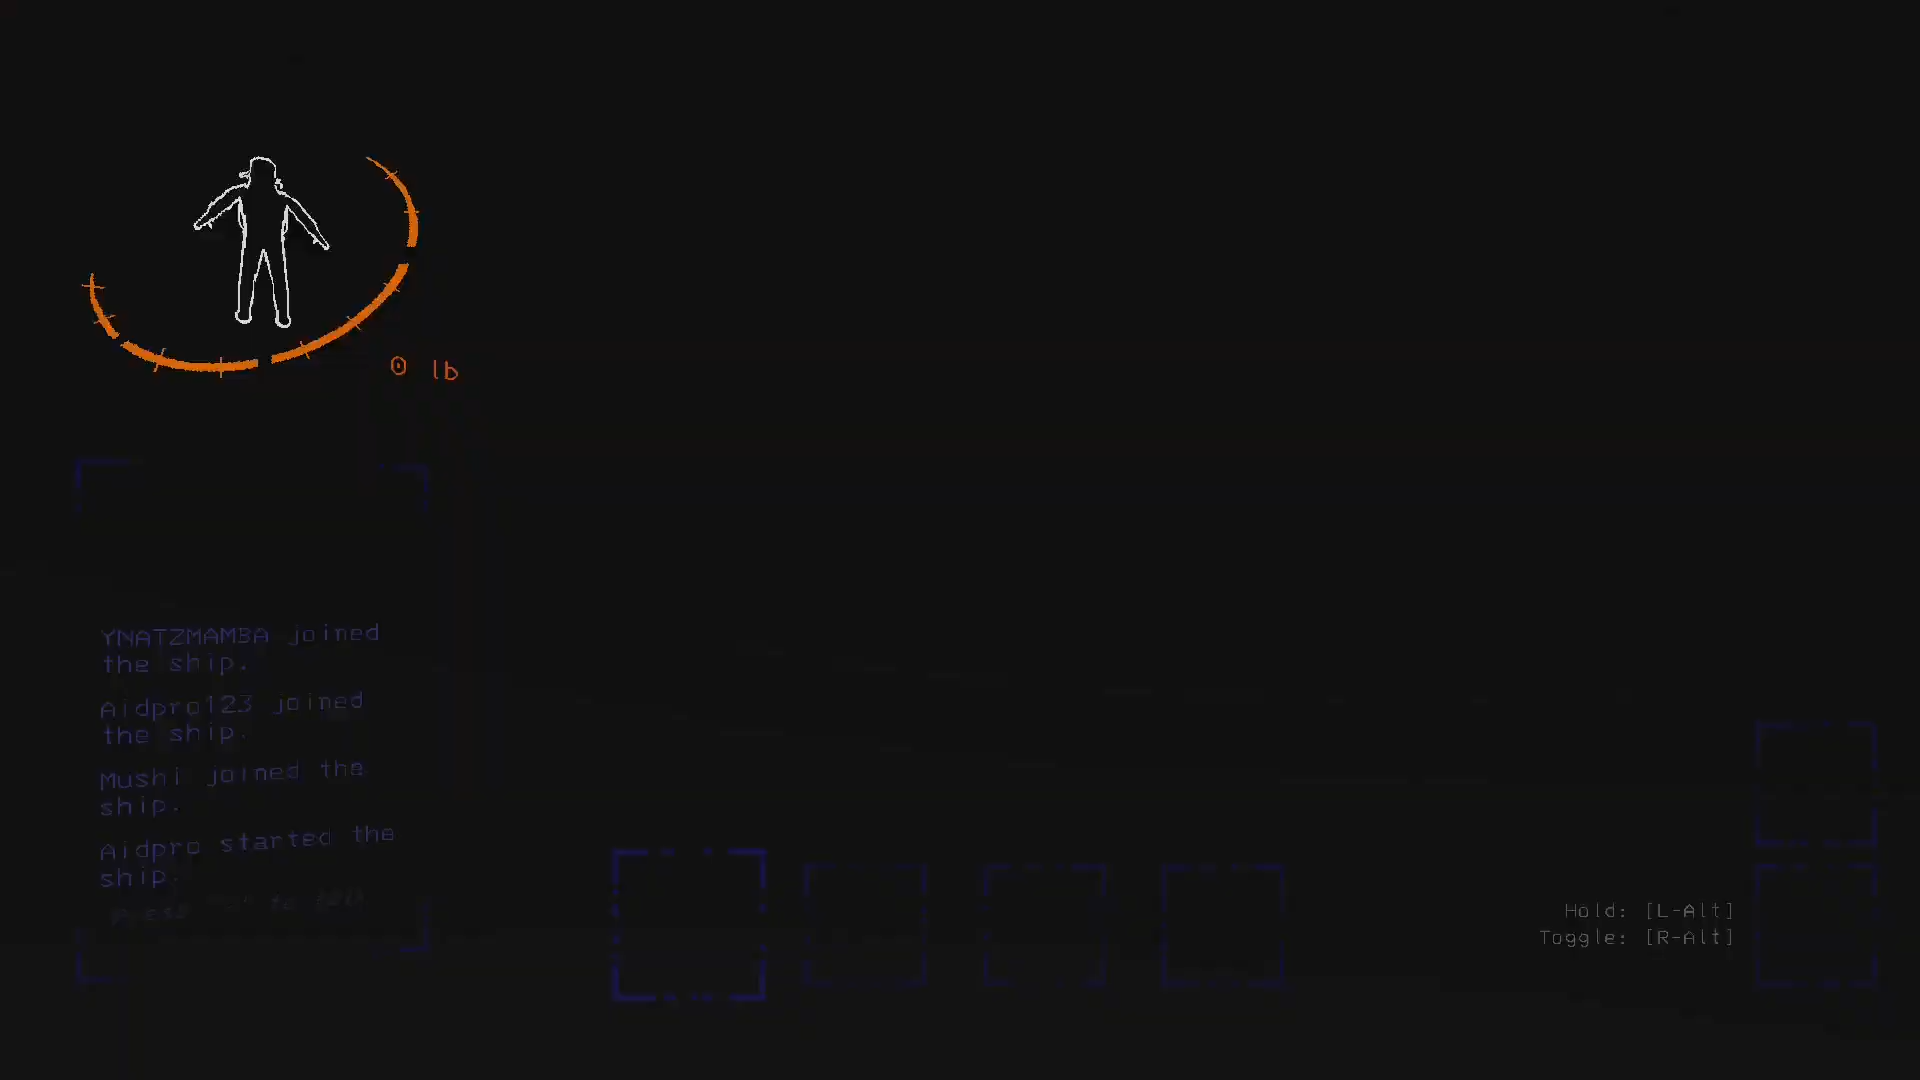 0 lb
YNATZMAMBA joined
the ship.
Aidpro123 joined
the ship.
Mushi joined the
ship.
Aidpro started the
ship.
Hold: [L-Alt]
Toggle: [R-Alt]